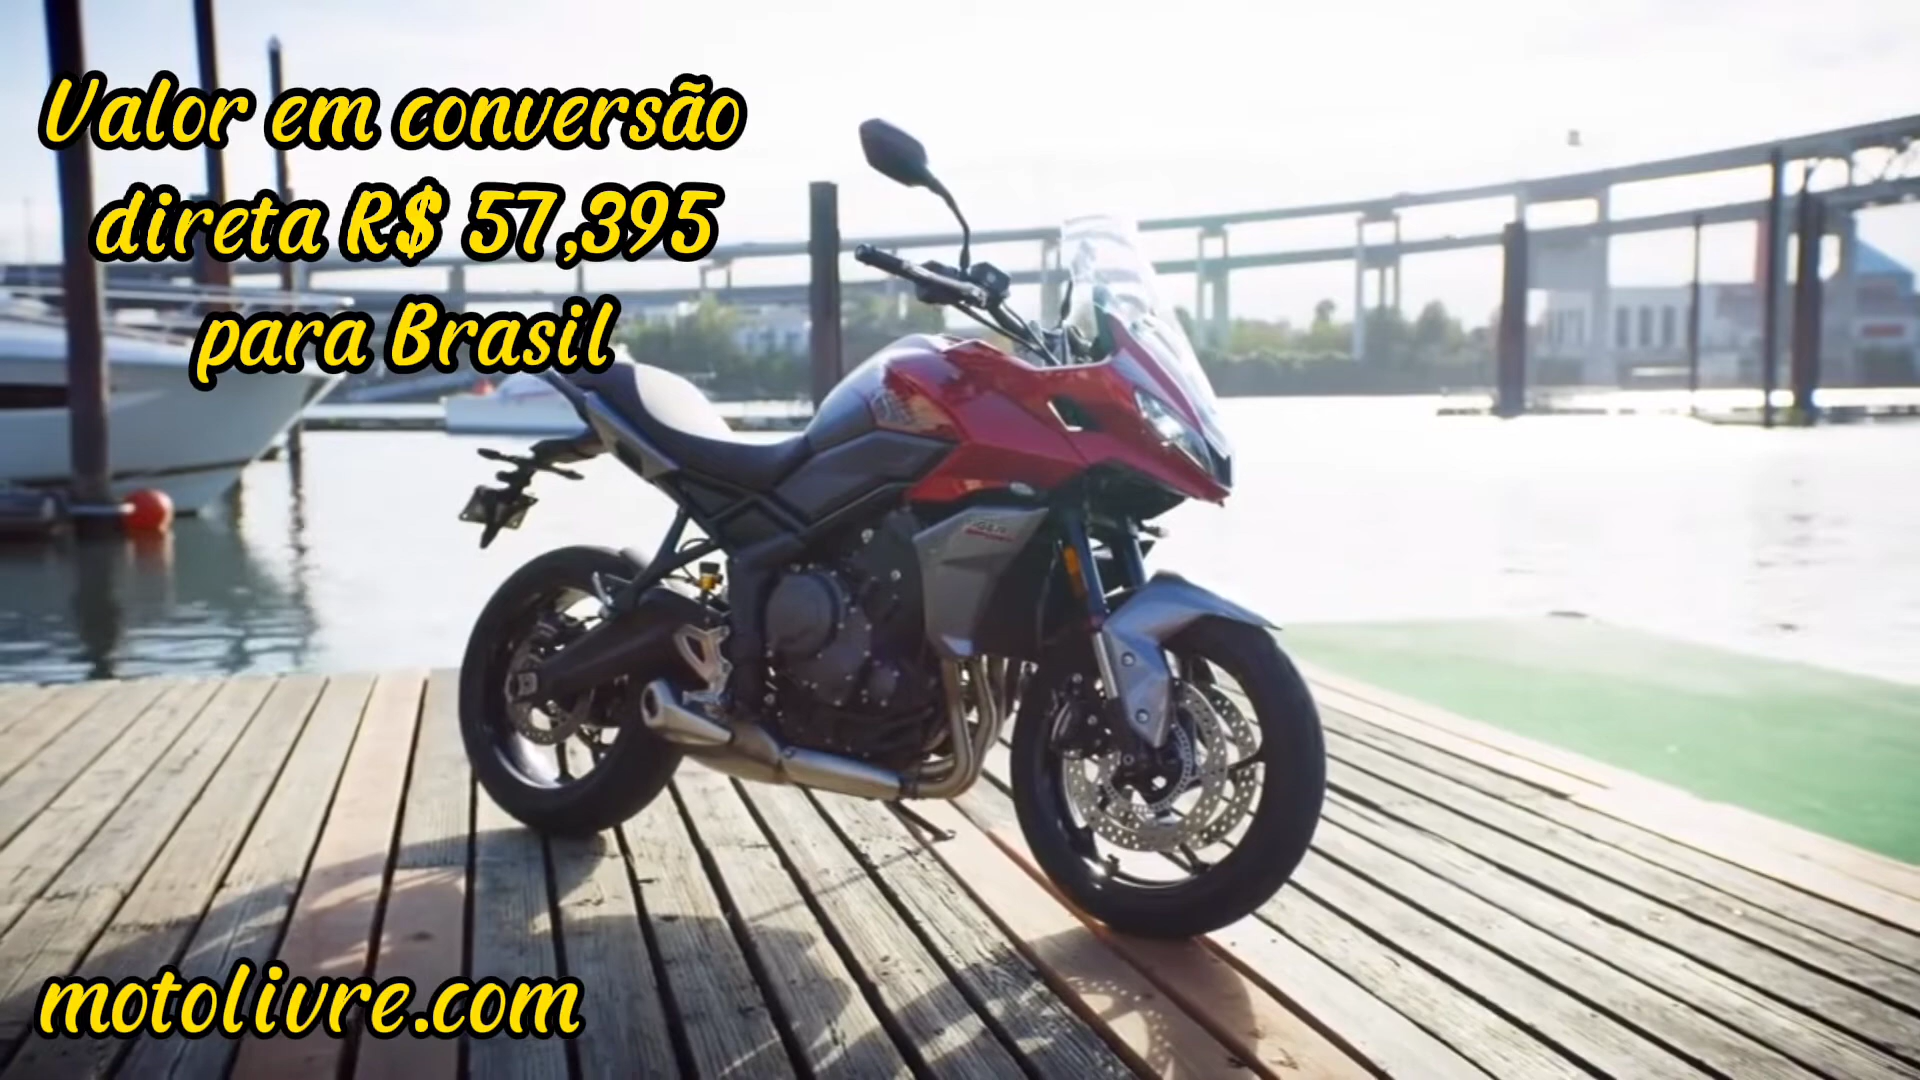 Valor em conversão
direta R$ 57,395
para Brasil
motolivre.com